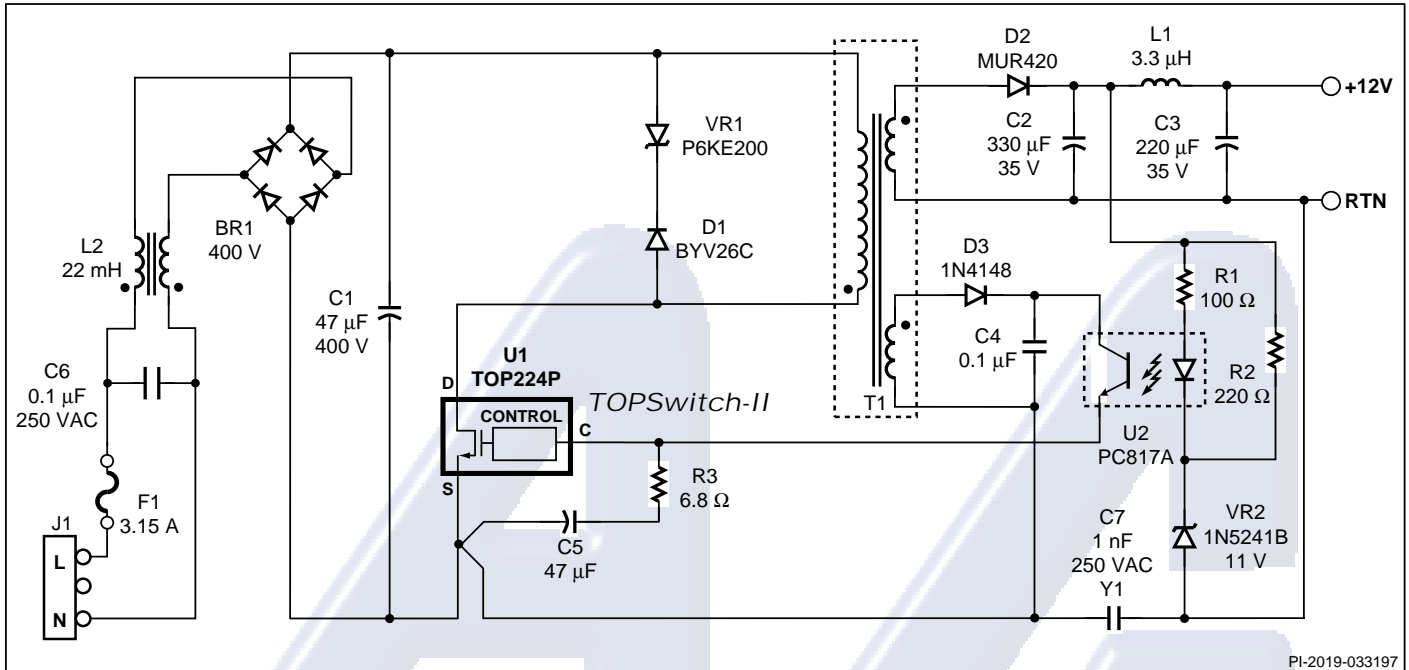 D2
MUR420
L1
3.3 µH
+12V
VR1
P6KE200
C2
330 µF
35 V
C3
220 µF
35 V
RTN
BR1
400 V
L2
22 mH
D1
BYV26C
D3
1N4148
R1
100 Ω
C1
47 µF
400 V
C4
0.1 µF
R2
220 Ω
U1
TOP224P
D
CONTROL
C
S
TOPSwitch-II
T1
C6
0.1 µF
250 VAC
U2
PC817A
R3
6.8 Ω
F1
3.15 A
J1
L
N
C5
47 µF
C7
1 nF
250 VAC
Y1
VR2
1N5241B
11 V
PI-2019-033197